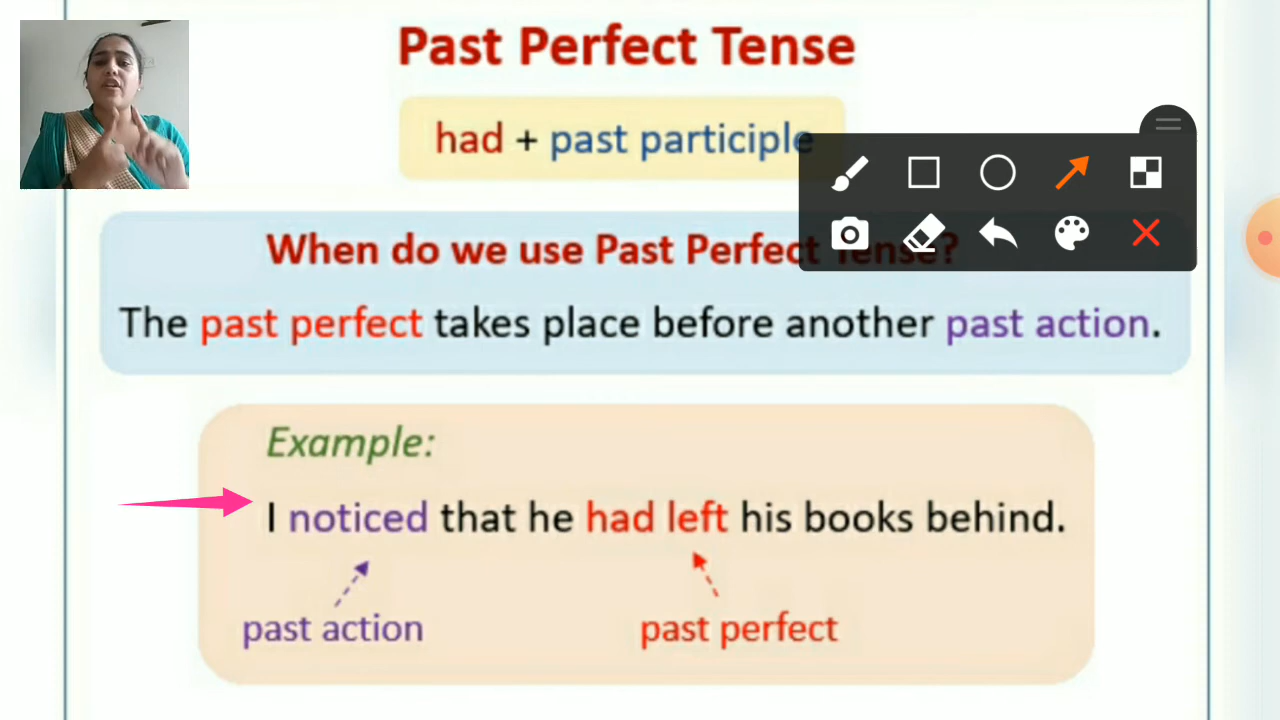 Past Perfect Tense
had + past participle
When do we use Past Perfect Tense?
The past perfect takes place before another past action.
Example:
I noticed that he had left his books behind.
past action
past perfect